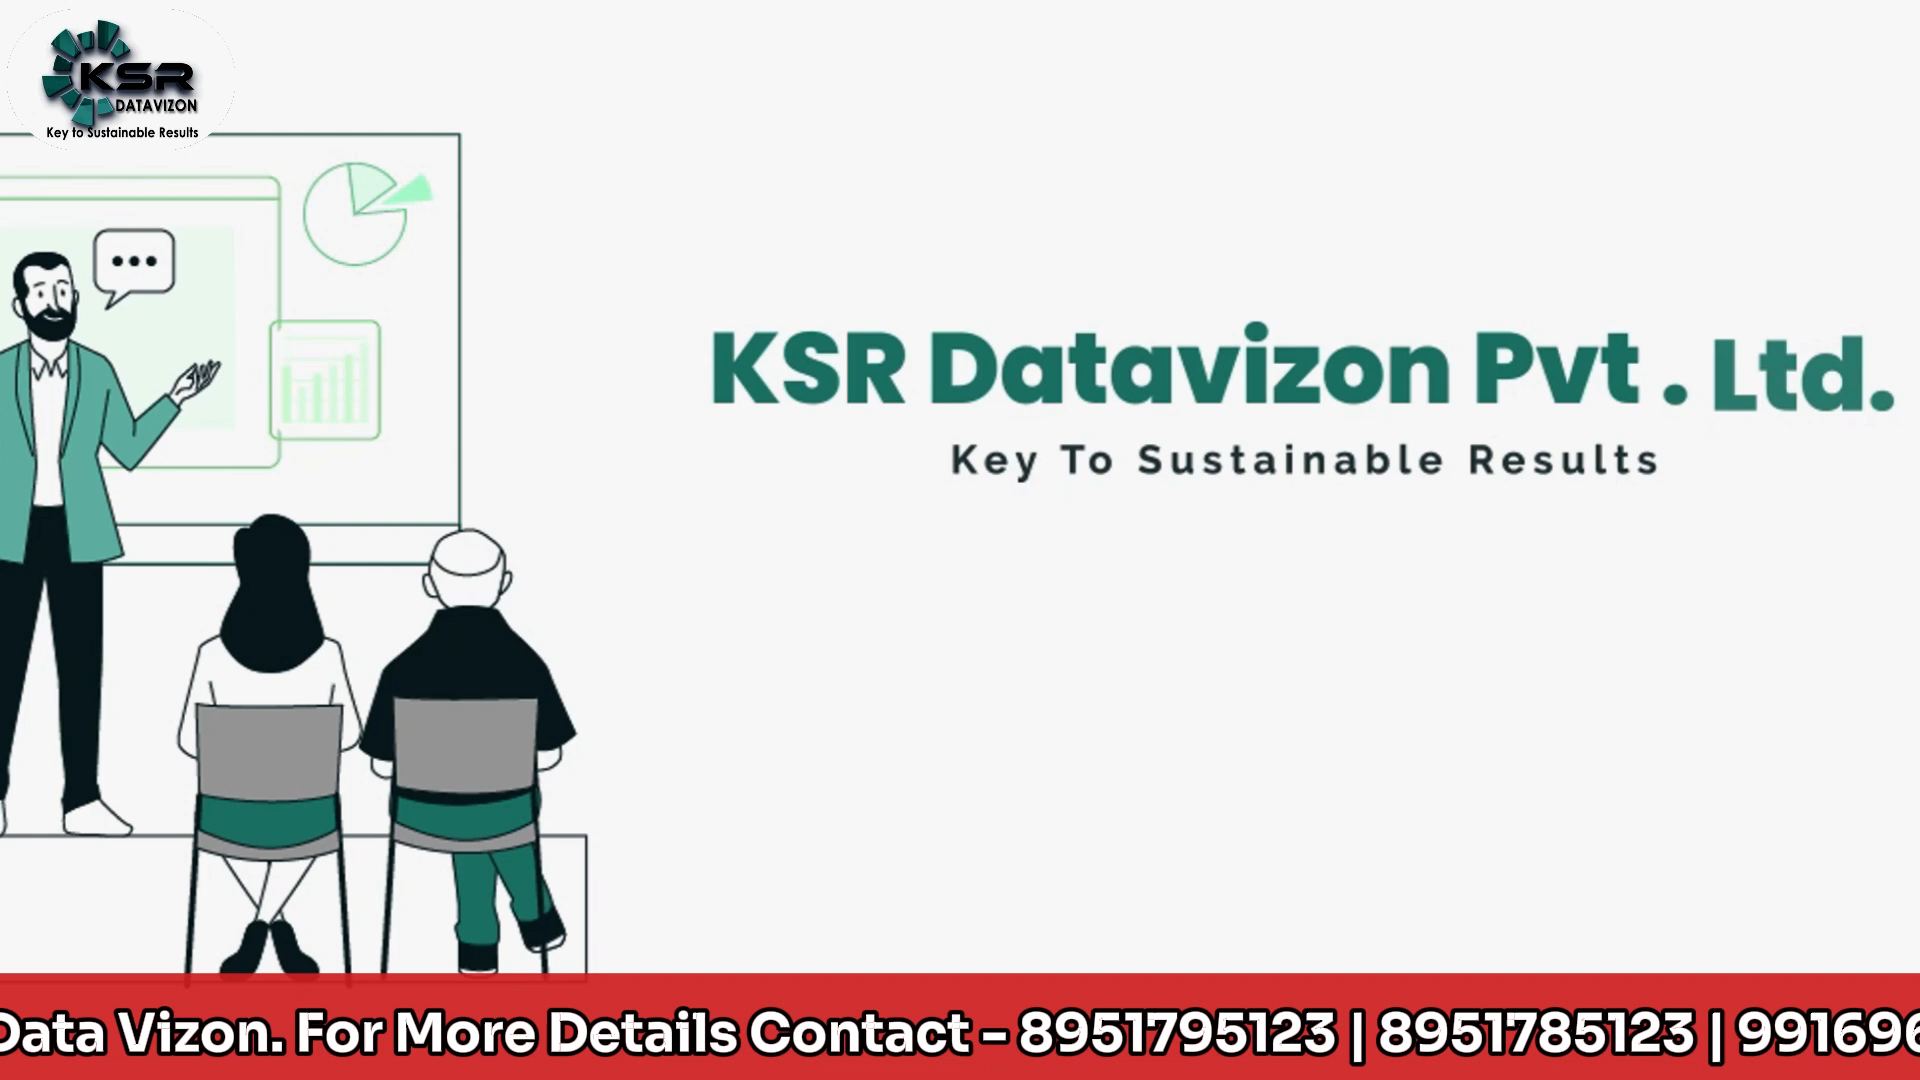 KSR
DATAVIZON
Key to Sustainable Results
KSR Datavizon Pvt . Ltd.
Key To Sustainable Results
Data Vizon. For More Details Contact - 8951795123 | 8951785123 | 991696